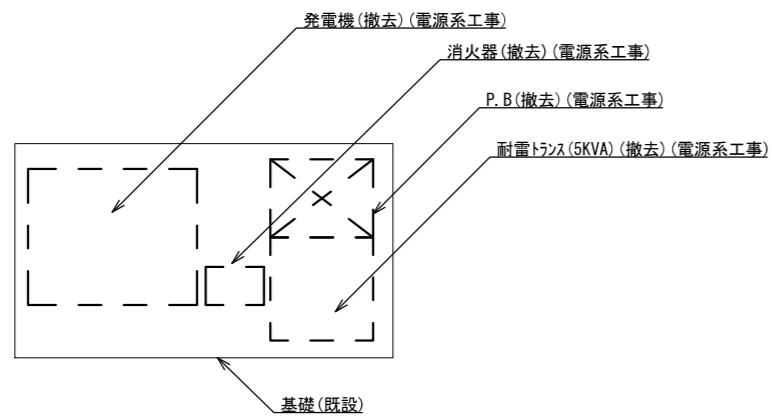 発電機(撤去)(電源系工事)
消火器(撤去)(電源系工事)
P.B(撤去)(電源系工事)
耐雷ﾄﾗﾝｽ(5KVA)(撤去)(電源系工事)
基礎(既設)